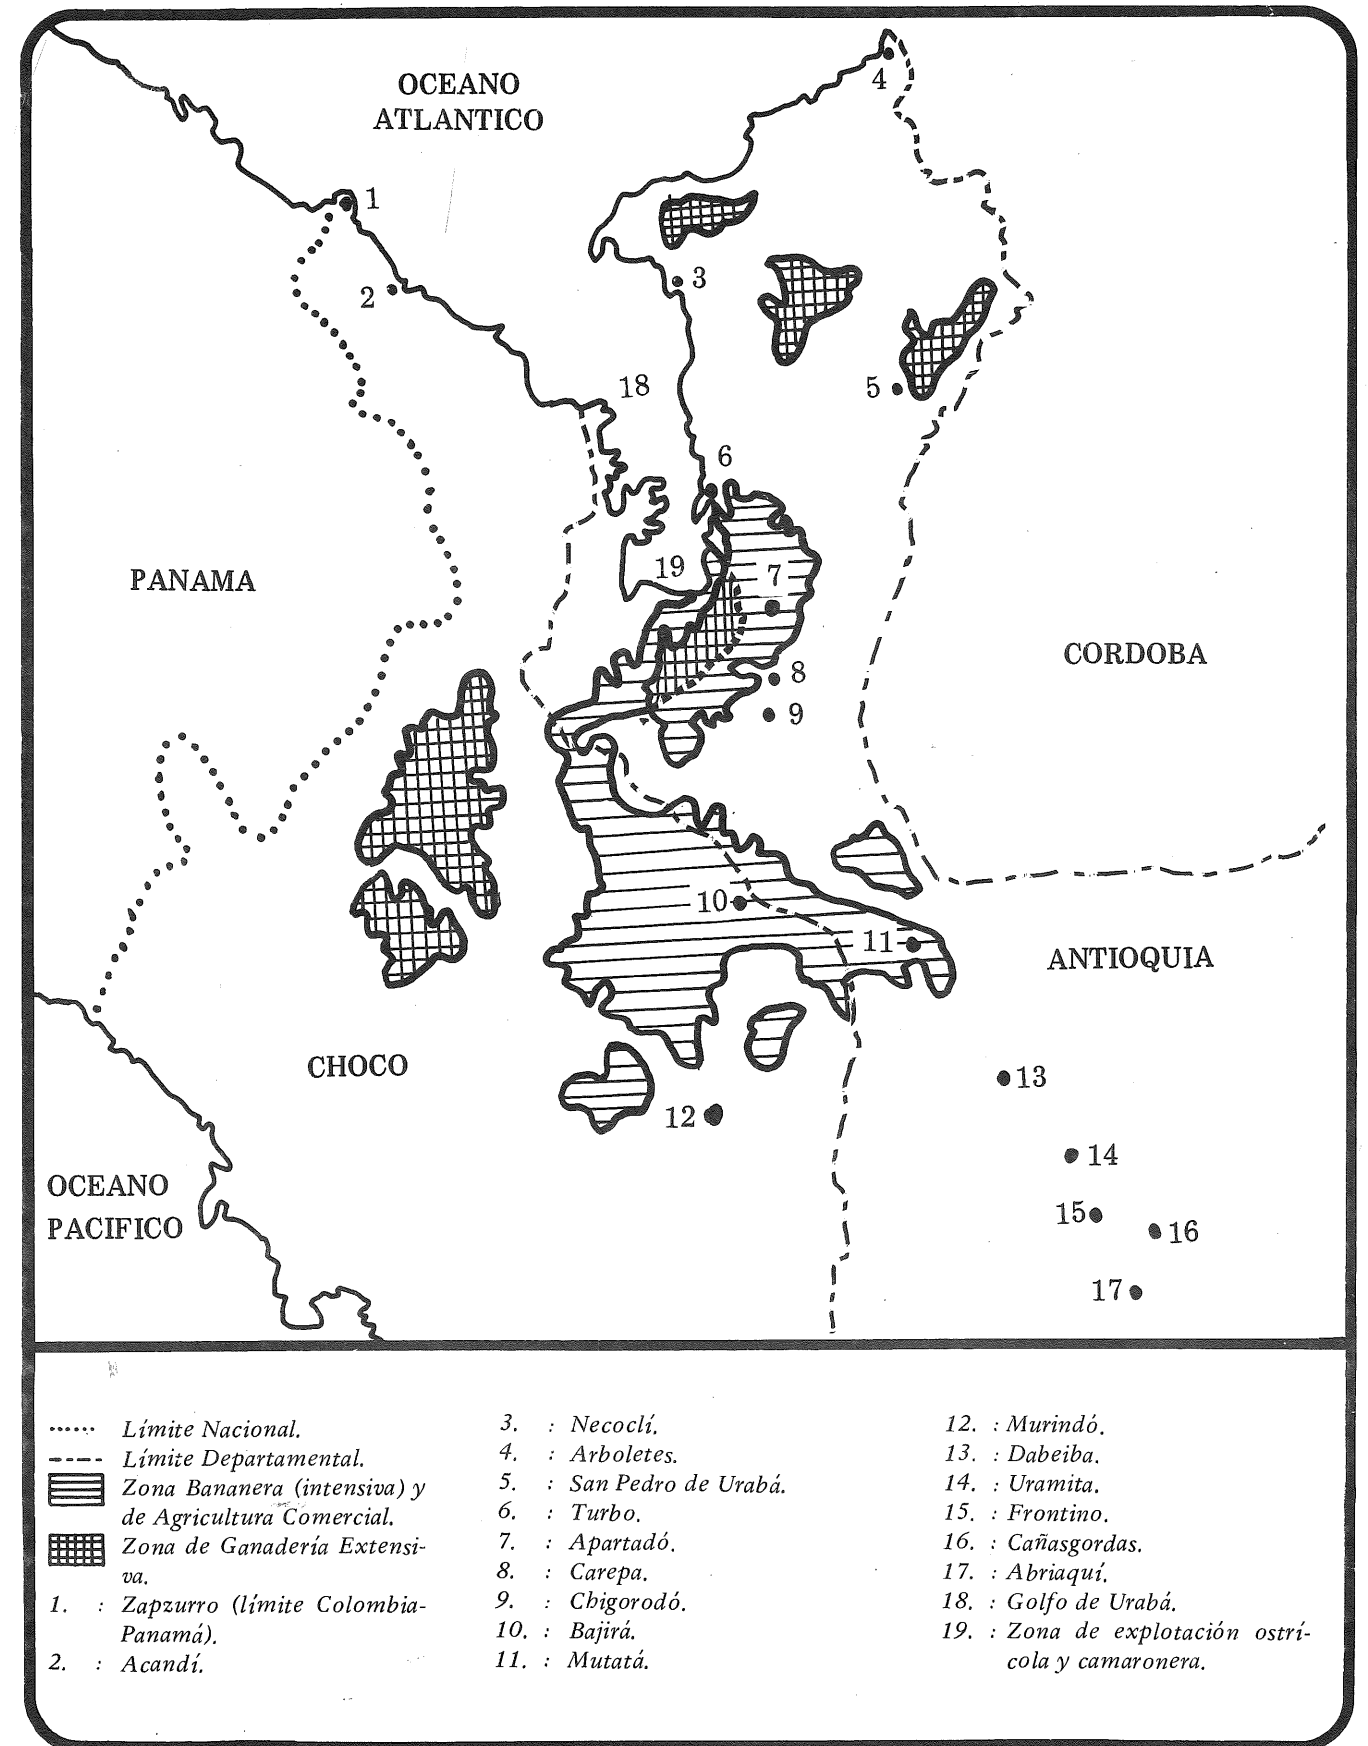 OCEANO
ATLANTICO
4
1
2
3
18
5
6
PANAMA
19
7
CORDOBA
8
9
10
11
ANTIOQUIA
CHOCO
13
12
14
OCEANO
PACIFICO
15
16
17
Límite Nacional.
Límite Departamental.
Zona Bananera (intensiva) y
de Agricultura Comercial.
Zona de Ganadería Extensi-
va.
1. : Zapzurro (límite Colombia-
Panamá).
2. : Acandí.
3. : Necoclí.
4. : Arboletes.
5. : San Pedro de Urabá.
6. : Turbo.
7. : Apartadó.
8. : Carepa.
9. : Chigorodó.
10. : Bajirá.
11. : Mutatá.
12. : Murindó.
13. : Dabeiba.
14. : Uramita.
15. : Frontino.
16. : Cañasgordas.
17. : Abriaquí.
18. : Golfo de Urabá.
19. : Zona de explotación ostrí-
cola y camaronera.